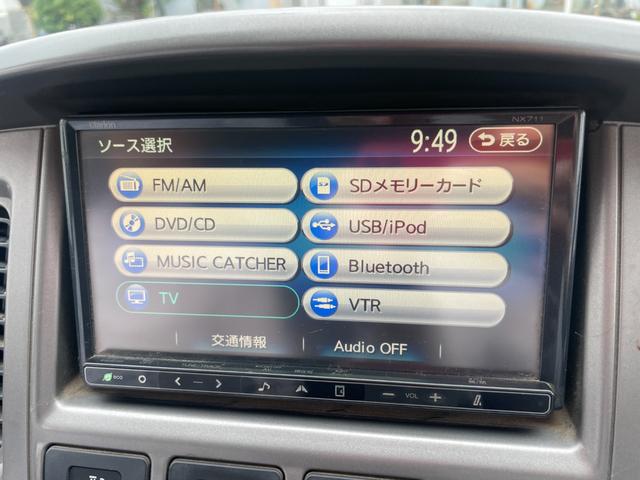 Clarion
NX711
ソース選択
9:49
戻る
FM/AM
SDメモリーカード
DVD/CD
USB/iPod
MUSIC CATCHER
Bluetooth
TV
VTR
交通情報
Audio OFF
eco
VOL